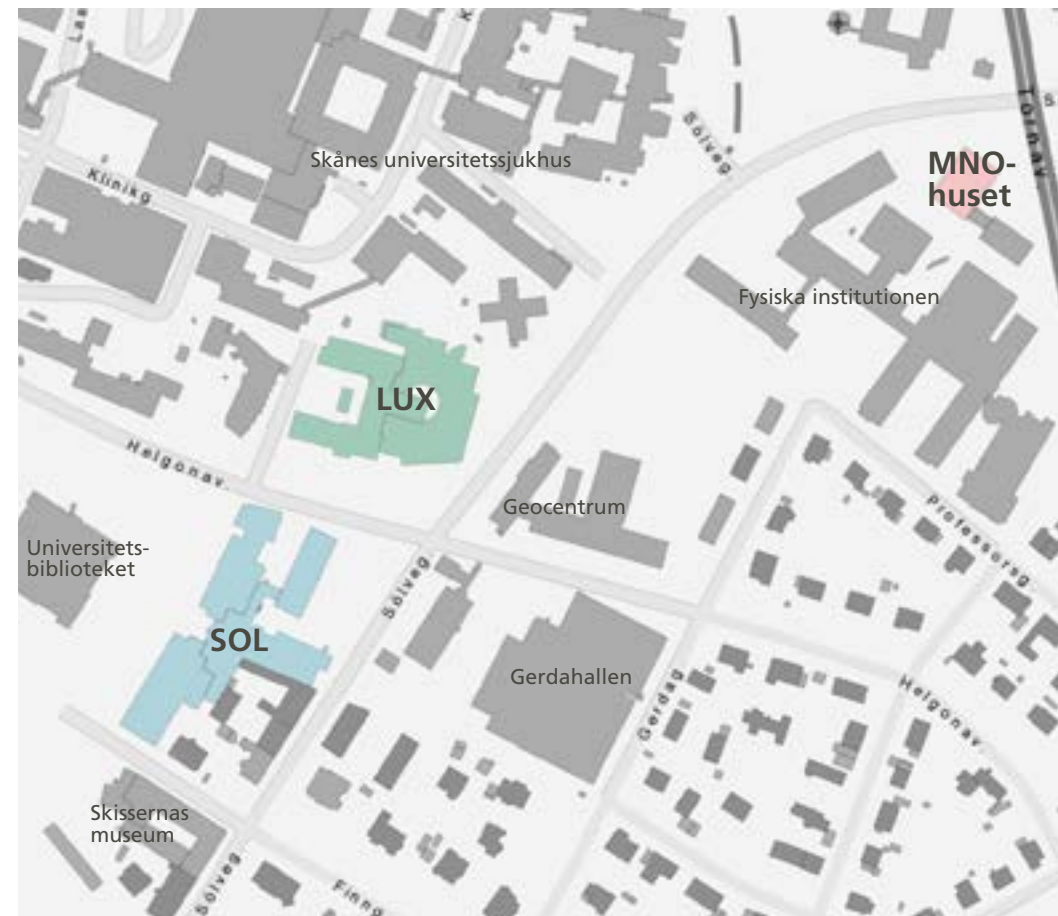 Skånes universitetssjukhus
Klinikg
Sölveg
Tornav.
MNO-
huset
Fysiska institutionen
LUX
Helgonav.
Geocentrum
Professorsg
Universitets-
biblioteket
Sölveg
SOL
Gerdahallen
Gerdag
Helgonav.
Skissernas
museum
Sölveg
Finng